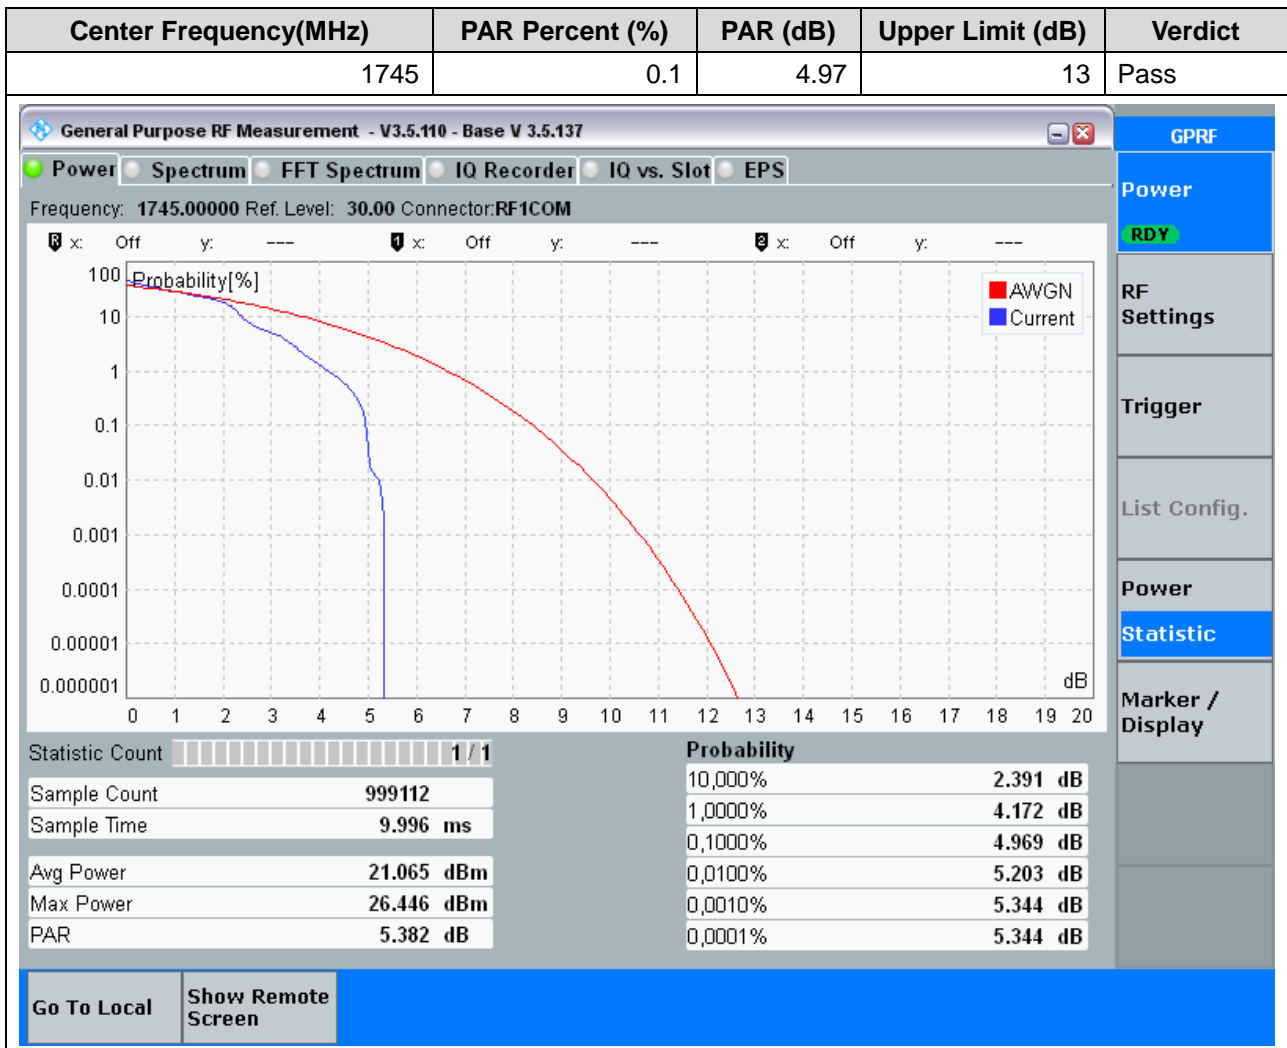 Center Frequency(MHz) PAR Percent (%) PAR (dB) Upper Limit (dB) Verdict
1745 0.1 4.97 13 Pass
General Purpose RF Measurement - V3.5.110 - Base V 3.5.137
GPRF
Power Spectrum FFT Spectrum IQ Recorder IQ vs. Slot EPS
Frequency: 1745.00000 Ref. Level: 30.00 Connector:RF1COM
R x: Off y: --- 1 x: Off y: --- 2 x: Off y: ---
Probability[%]
AWGN
Current
100
10
1
0.1
0.01
0.001
0.0001
0.00001
0.000001
dB
0 1 2 3 4 5 6 7 8 9 10 11 12 13 14 15 16 17 18 19 20
Statistic Count 1 / 1
Sample Count 999112
Sample Time 9.996 ms
Avg Power 21.065 dBm
Max Power 26.446 dBm
PAR 5.382 dB
Probability
10,000% 2.391 dB
1,0000% 4.172 dB
0,1000% 4.969 dB
0,0100% 5.203 dB
0,0010% 5.344 dB
0,0001% 5.344 dB
Power
RDY
RF
Settings
Trigger
List Config.
Power
Statistic
Marker /
Display
Go To Local
Show Remote
Screen